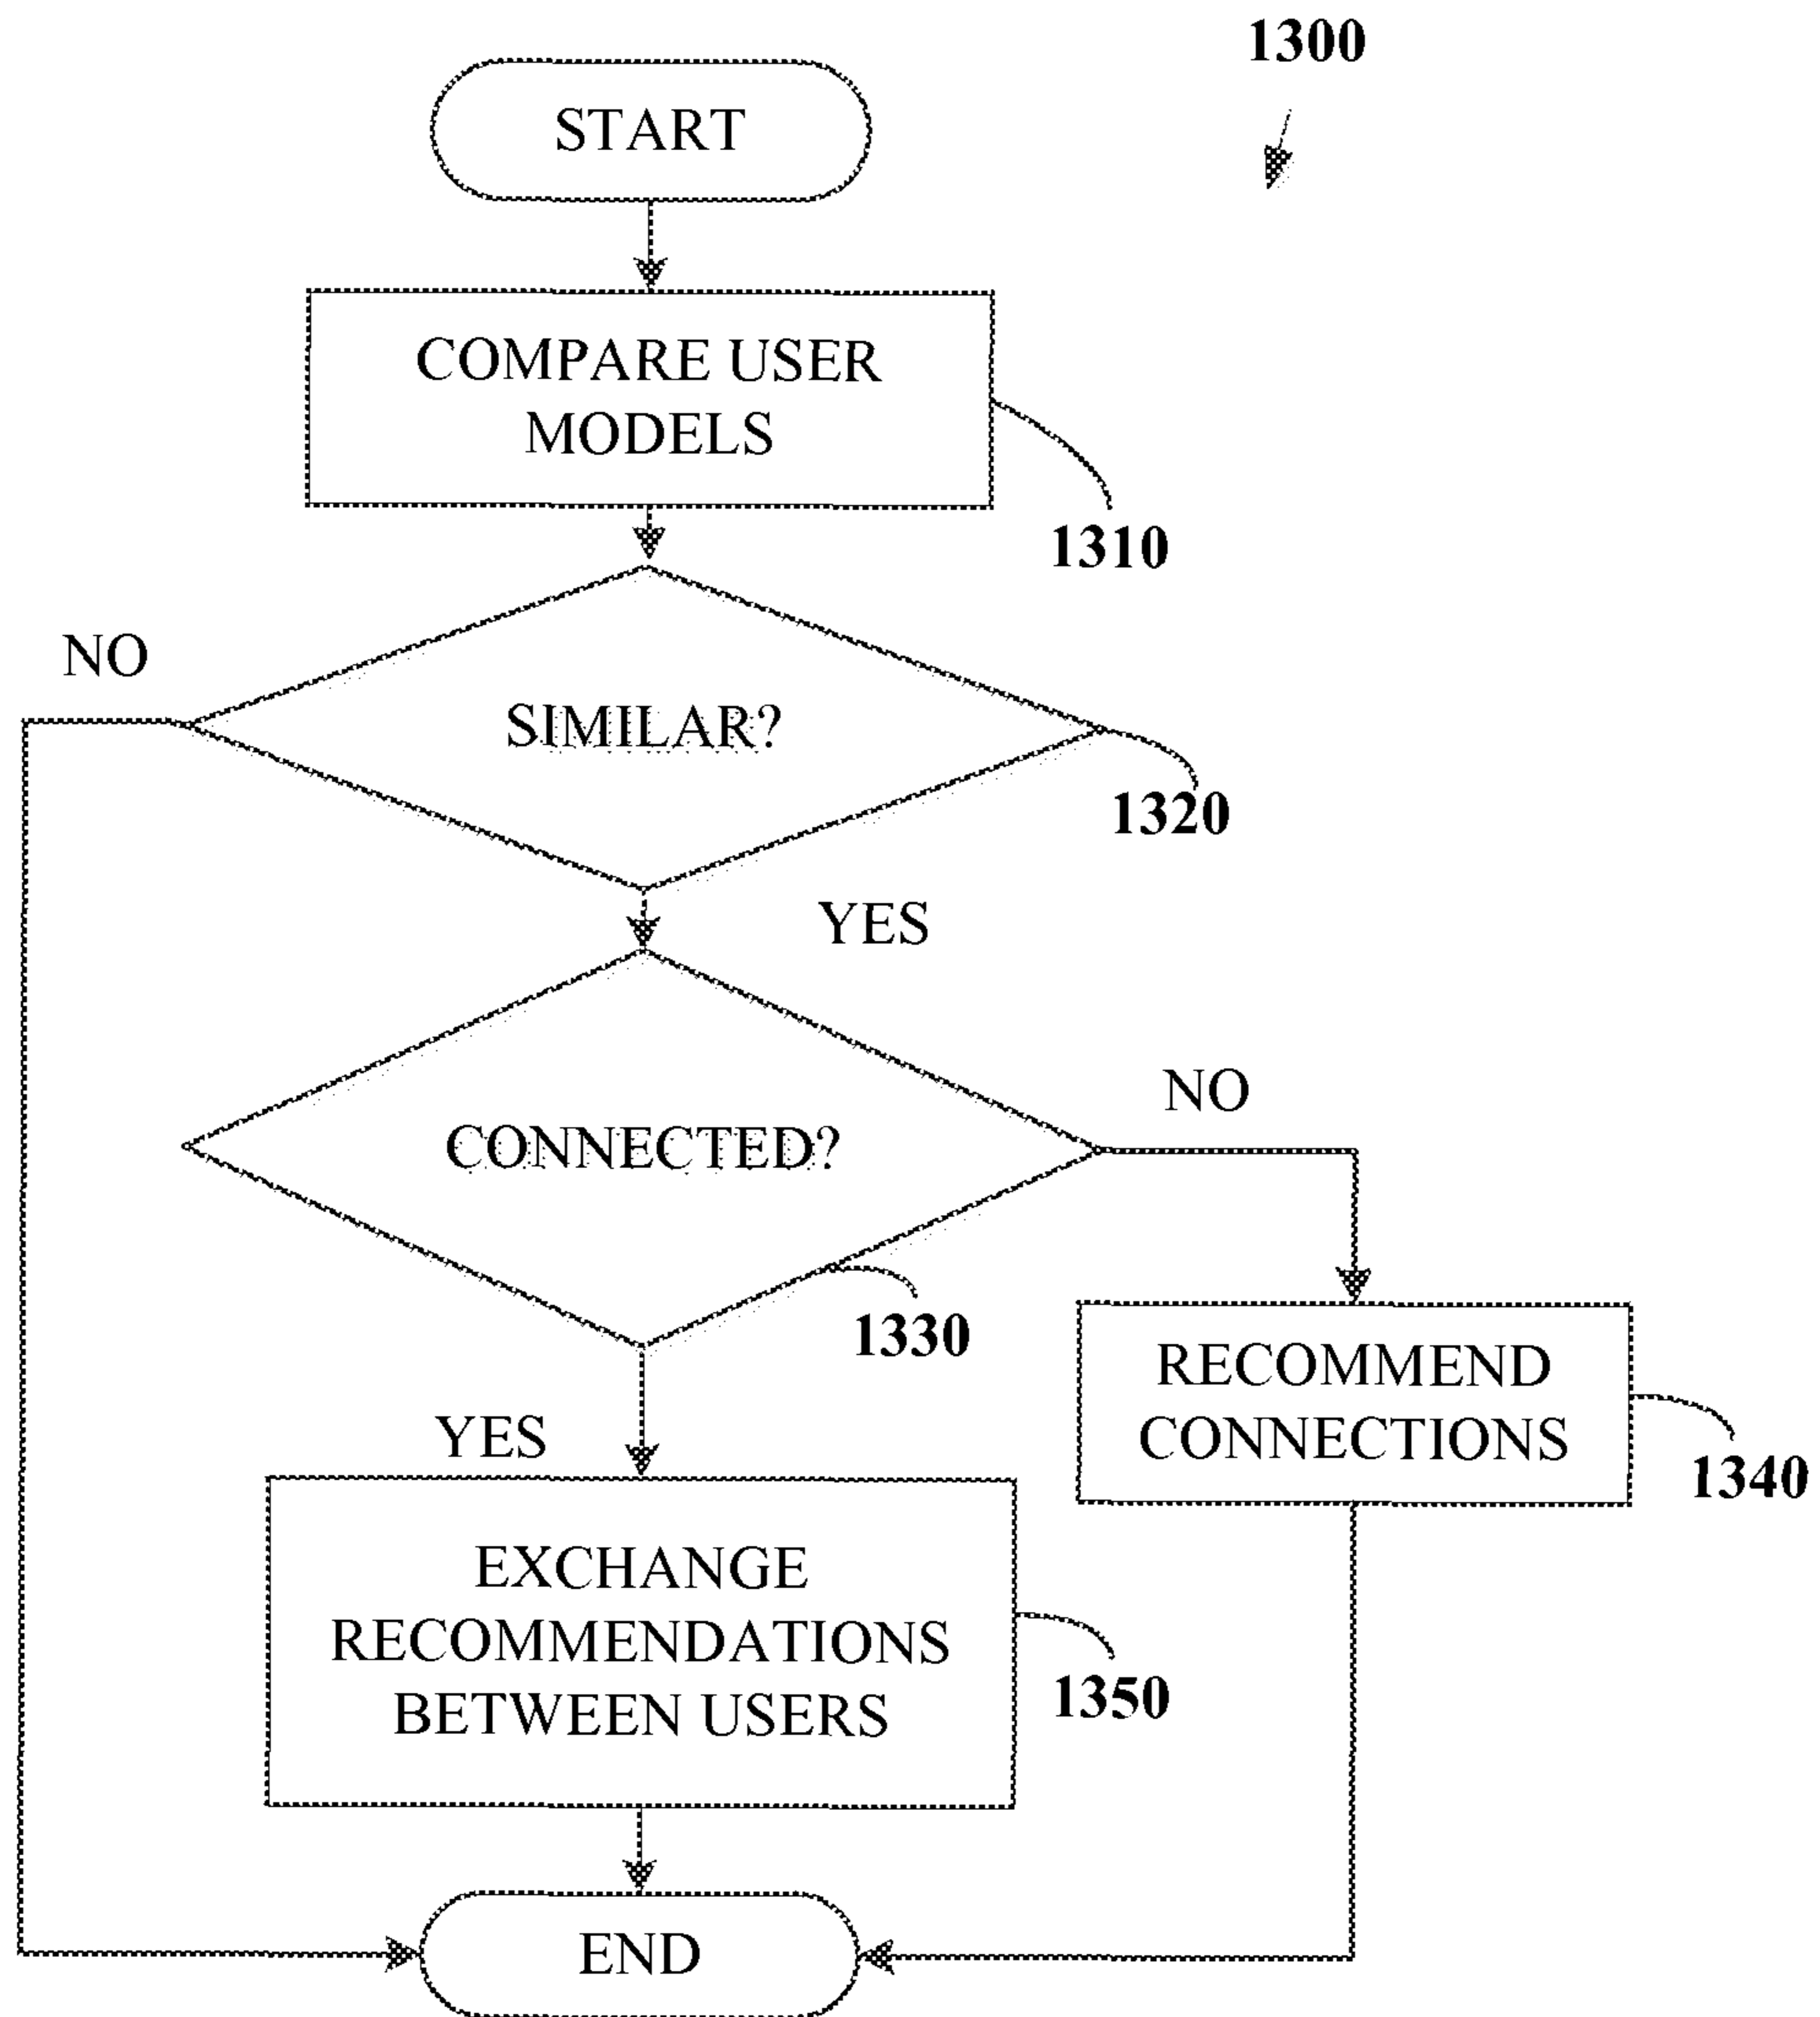 1300
START
COMPARE USER
MODELS
1310
NO
SIMILAR?
1320
YES
CONNECTED?
NO
1330
RECOMMEND
CONNECTIONS
1340
YES
EXCHANGE
RECOMMENDATIONS
BETWEEN USERS
1350
END